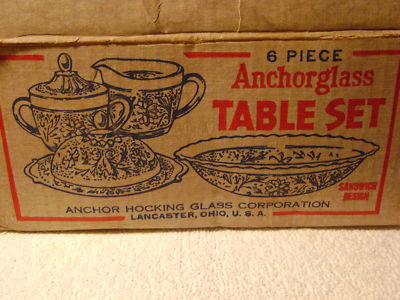 6 PIECE
Anchorglass
TABLE SET
SANDWICH
DESIGN
ANCHOR HOCKING GLASS CORPORATION
LANCASTER, OHIO, U. S. A.